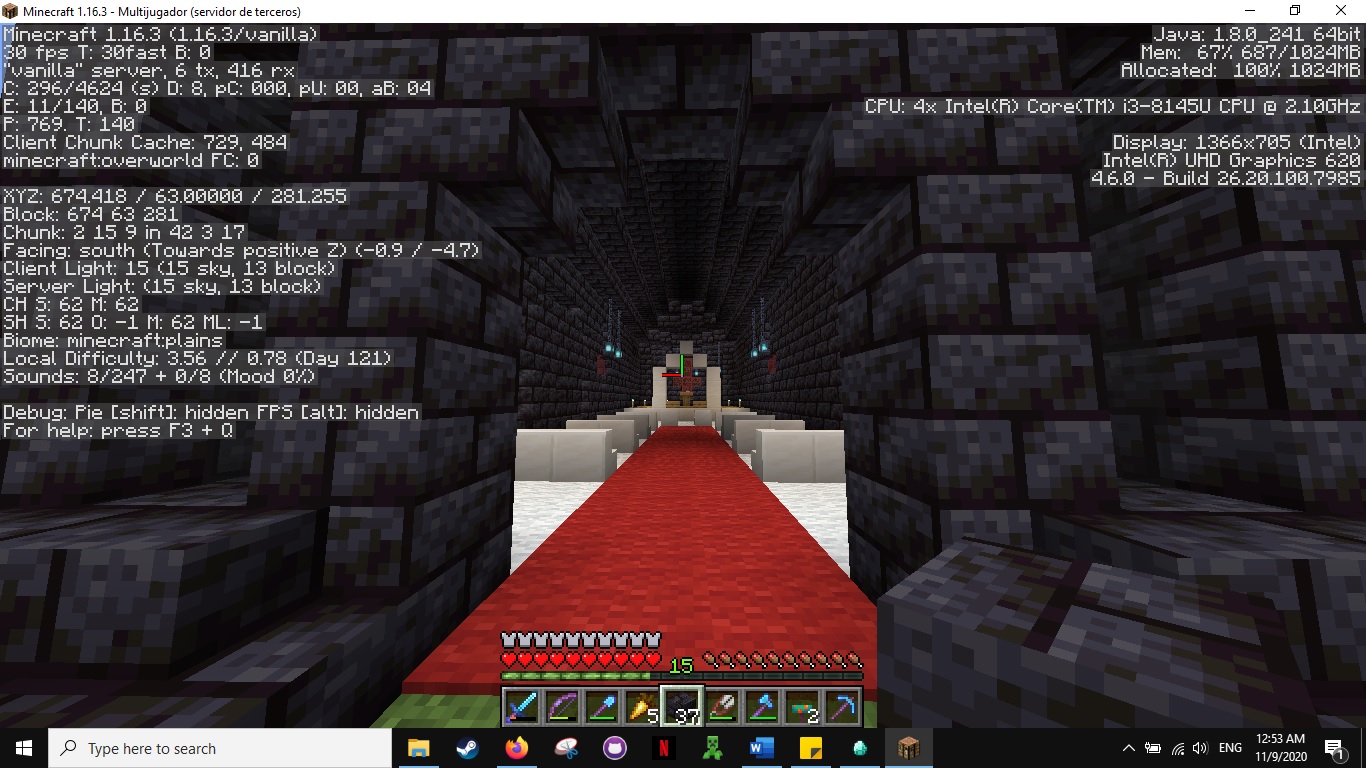 Minecraft 1.16.3 - Multijugador (servidor de terceros)
Minecraft 1.16.3 (1.16.3/vanilla)
30 fps T: 30fast B: 0
"vanilla" server, 6 tx, 416 rx
C: 296/4624 (s) D: 8, pC: 000, pU: 00, aB: 04
E: 11/140, B: 0
P: 769. T: 140
Client Chunk Cache: 729, 484
minecraft:overworld FC: 0
XYZ: 674.418 / 63.00000 / 281.255
Block: 674 63 281
Chunk: 2 15 9 in 42 3 17
Facing: south (Towards positive Z) (-0.9 / -4.7)
Client Light: 15 (15 sky, 13 block)
Server Light: (15 sky, 13 block)
CH S: 62 M: 62
SH S: 62 O: -1 M: 62 ML: -1
Biome: minecraft:plains
Local Difficulty: 3.56 // 0.78 (Day 121)
Sounds: 8/247 + 0/8 (Mood 0%)
Debug: Pie [shift]: hidden FPS [alt]: hidden
For help: press F3 + Q
Java: 1.8.0_241 64bit
Mem: 67% 687/1024MB
Allocated: 100% 1024MB
CPU: 4x Intel(R) Core(TM) i3-8145U CPU @ 2.10GHz
Display: 1366x705 (Intel)
Intel(R) UHD Graphics 620
4.6.0 - Build 26.20.100.7985
15
5 37 2
Type here to search
N
W
ENG
12:53 AM
11/9/2020
1